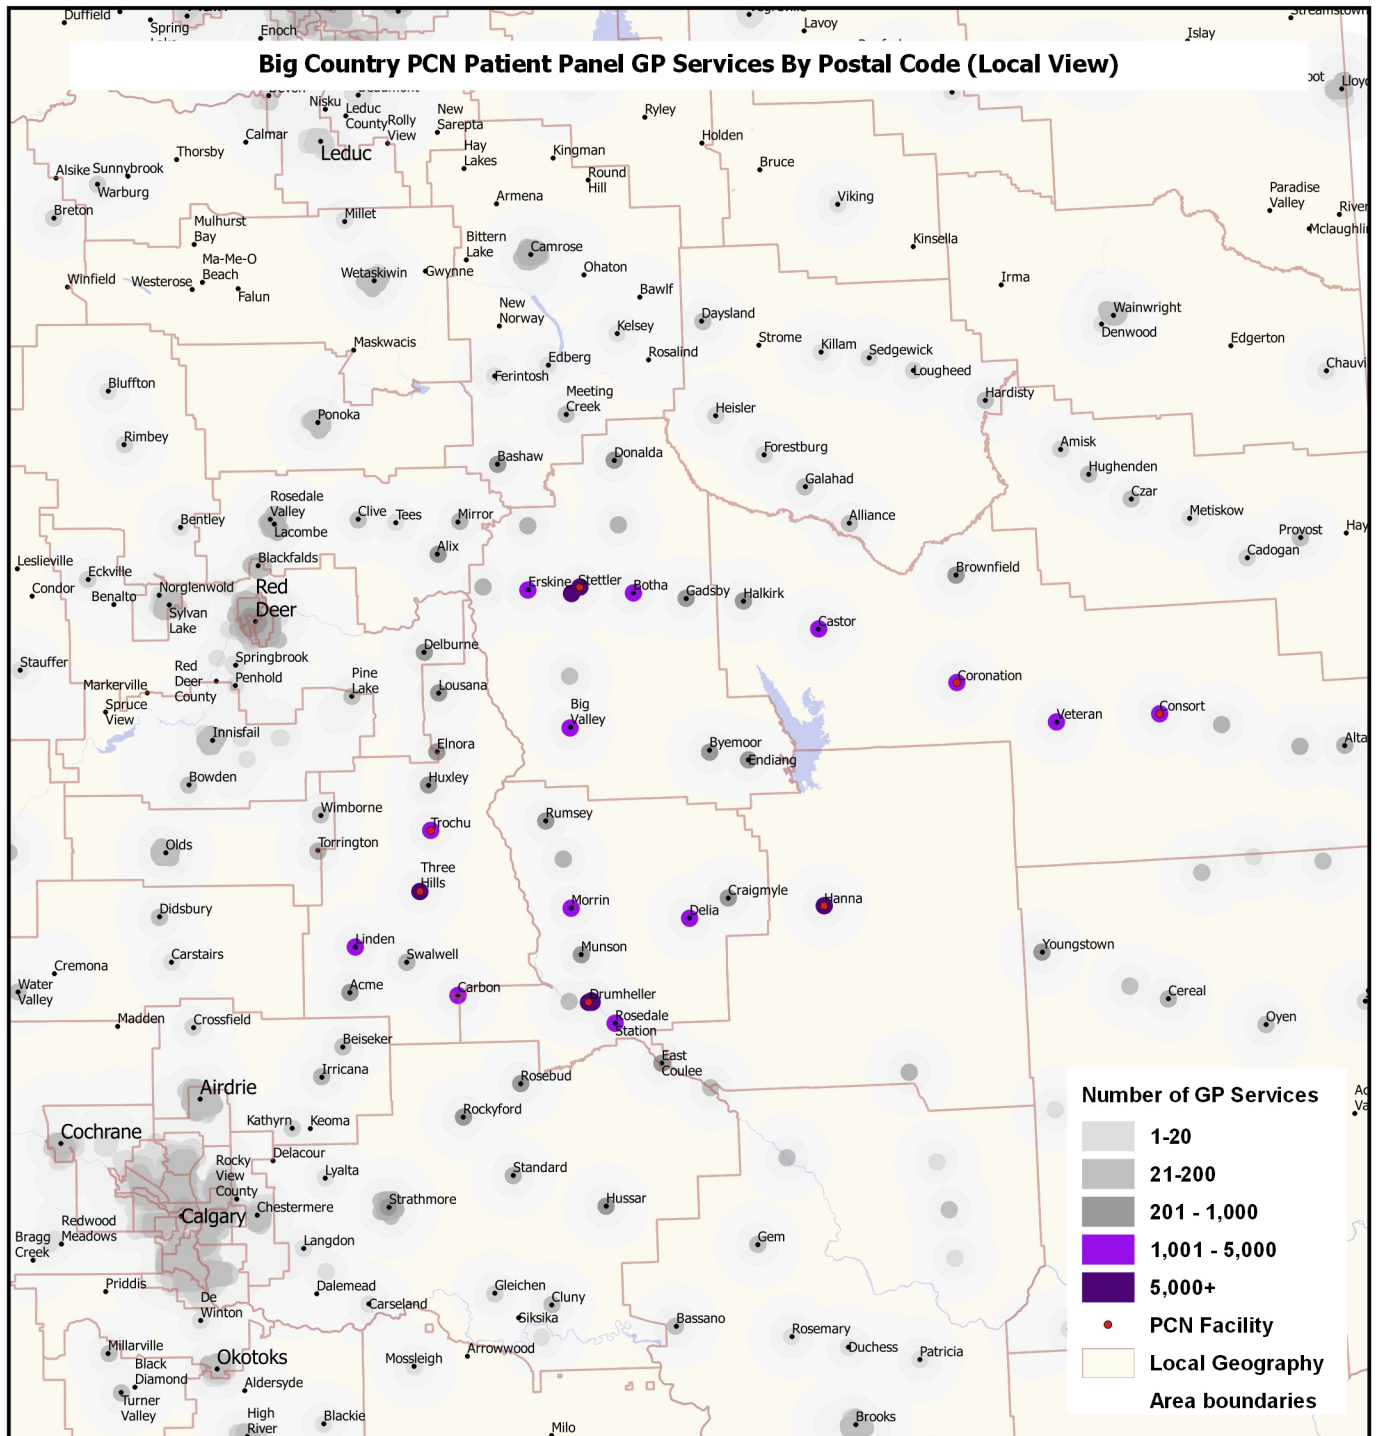 Duffield
Spring
Enoch
Lavoy
Streamstown
Islay
Big Country PCN Patient Panel GP Services By Postal Code (Local View)
Lloy
Nisku
Leduc
County
Rolly
View
New
Sarepta
Ryley
Calmar
Leduc
Hay
Lakes
Holden
Kingman
Thorsby
Bruce
Alsike
Sunnybrook
Warburg
Round
Hill
Armena
Viking
Paradise
Valley
River
Mclaughlin
Breton
Mulhurst
Bay
Millet
Bittern
Lake
Camrose
Kinsella
Ma-Me-O
Beach
Winfield
Westerose
Falun
Wetaskiwin
Gwynne
Ohaton
Irma
Bawlf
New
Norway
Kelsey
Daysland
Wainwright
Denwood
Strome
Killam
Sedgewick
Edgerton
Maskwacis
Edberg
Rosalind
Lougheed
Chauvi
Ferintosh
Bluffton
Meeting
Creek
Hardisty
Ponoka
Heisler
Rimbey
Amisk
Bashaw
Donalda
Forestburg
Hughenden
Galahad
Czar
Rosedale
Valley
Lacombe
Clive
Tees
Mirror
Bentley
Alliance
Metiskow
Provost
Hay
Alix
Blackfalds
Cadogan
Leslieville
Eckville
Brownfield
Condor
Benalto
Norglenwold
Sylvan
Lake
Red
Deer
Erskine
Stettler
Botha
Gadsby
Halkirk
Castor
Delburne
Stauffer
Springbrook
Red
Deer
County
Penhold
Pine
Lake
Markerville
Spruce
View
Lousana
Coronation
Big
Valley
Veteran
Consort
Innisfail
Elnora
Byemoor
Endiang
Alta
Bowden
Huxley
Wimborne
Rumsey
Trochu
Olds
Torrington
Three
Hills
Craigmyle
Morrin
Delia
Hanna
Didsbury
Linden
Munson
Youngstown
Carstairs
Swalwell
Cremona
Water
Valley
Acme
Carbon
Drumheller
Cereal
Rosedale
Station
Oyen
Madden
Crossfield
Beiseker
East
Coulee
Irricana
Rosebud
Airdrie
Rockyford
Kathyrn
Keoma
Cochrane
Delacour
Rocky
View
County
Lyalta
Standard
Strathmore
Hussar
Chestermere
Calgary
Redwood
Meadows
Bragg
Creek
Langdon
Gem
Priddis
Dalemead
Gleichen
Cluny
De
Winton
Carseland
Siksika
Bassano
Rosemary
Duchess
Patricia
Millarville
Arrowwood
Okotoks
Mossleigh
Black
Diamond
Aldersyde
Turner
Valley
High
River
Blackie
Milo
Brooks
Number of GP Services
1-20
21-200
201 - 1,000
1,001 - 5,000
5,000+
PCN Facility
Local Geography
Area boundaries